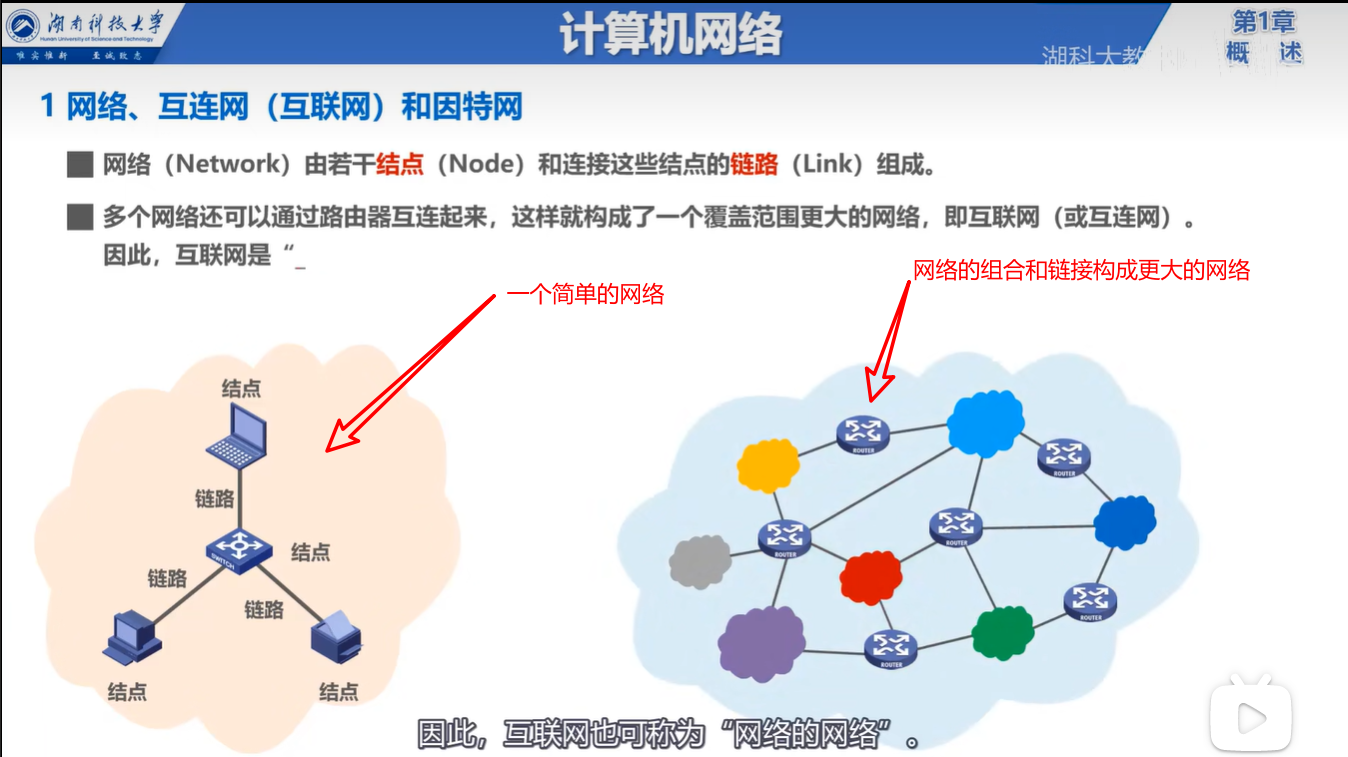 湖南科技大学
Hunan University of Science and Technology
唯实惟新 至诚致志
计算机网络
第1章
概 述
湖科大教
1 网络、互连网（互联网）和因特网
网络（Network）由若干结点（Node）和连接这些结点的链路（Link）组成。
多个网络还可以通过路由器互连起来，这样就构成了一个覆盖范围更大的网络，即互联网（或互连网）。
因此，互联网是“_
网络的组合和链接构成更大的网络
一个简单的网络
结点
链路
SWITCH
结点
链路
链路
结点
结点
ROUTER
ROUTER
ROUTER
ROUTER
ROUTER
ROUTER
因此，互联网也可称为“网络的网络”。